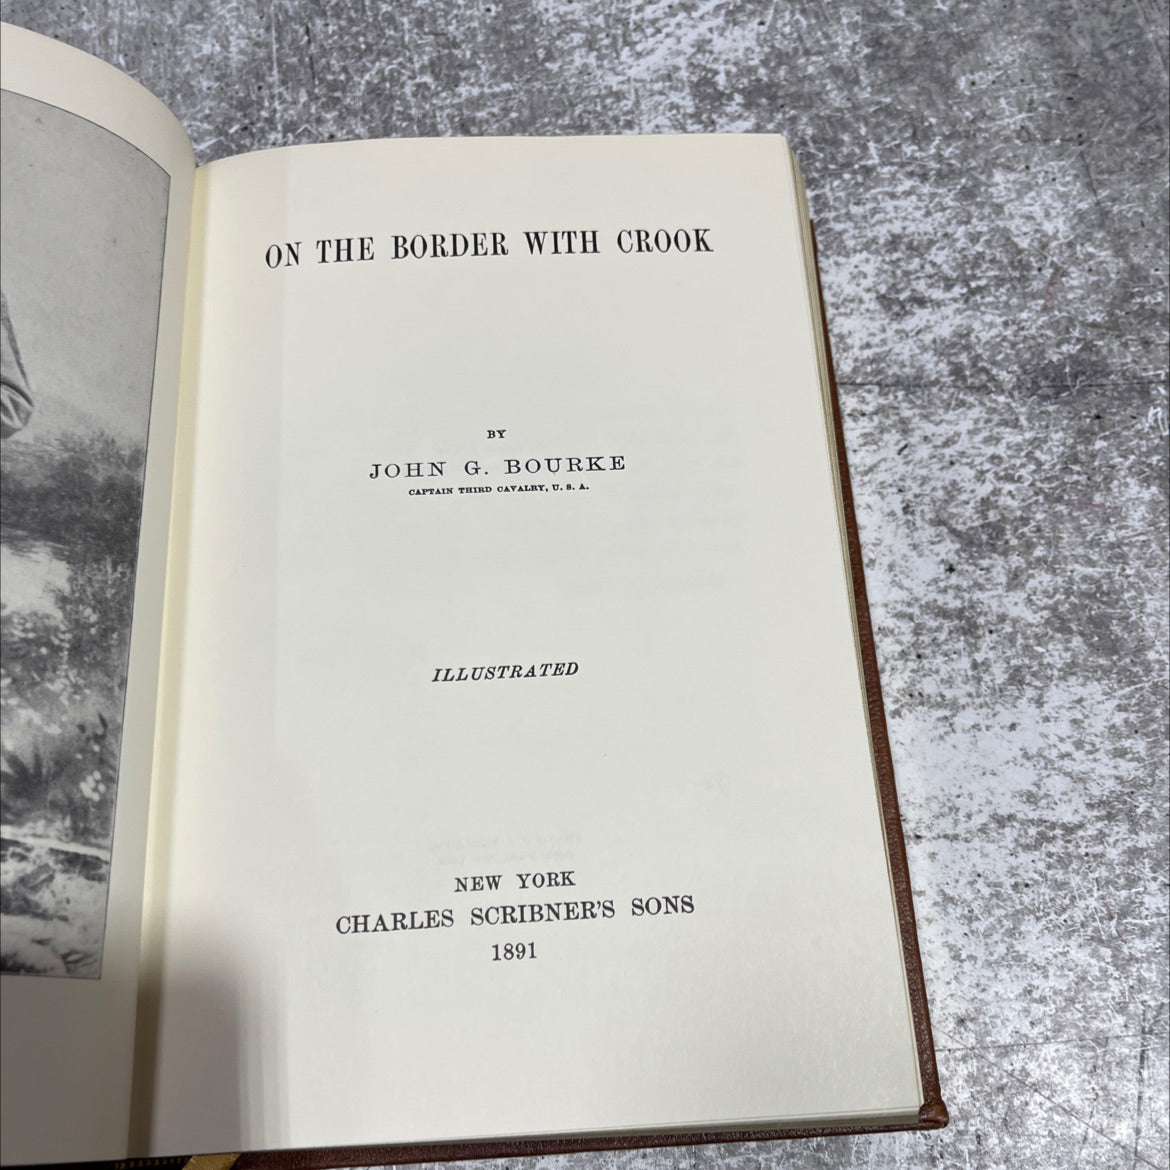 ON THE BORDER WITH CROOK
BY
JOHN G. BOURKE
CAPTAIN THIRD CAVALRY, U. S. A.
ILLUSTRATED
NEW YORK
CHARLES SCRIBNER'S SONS
1891